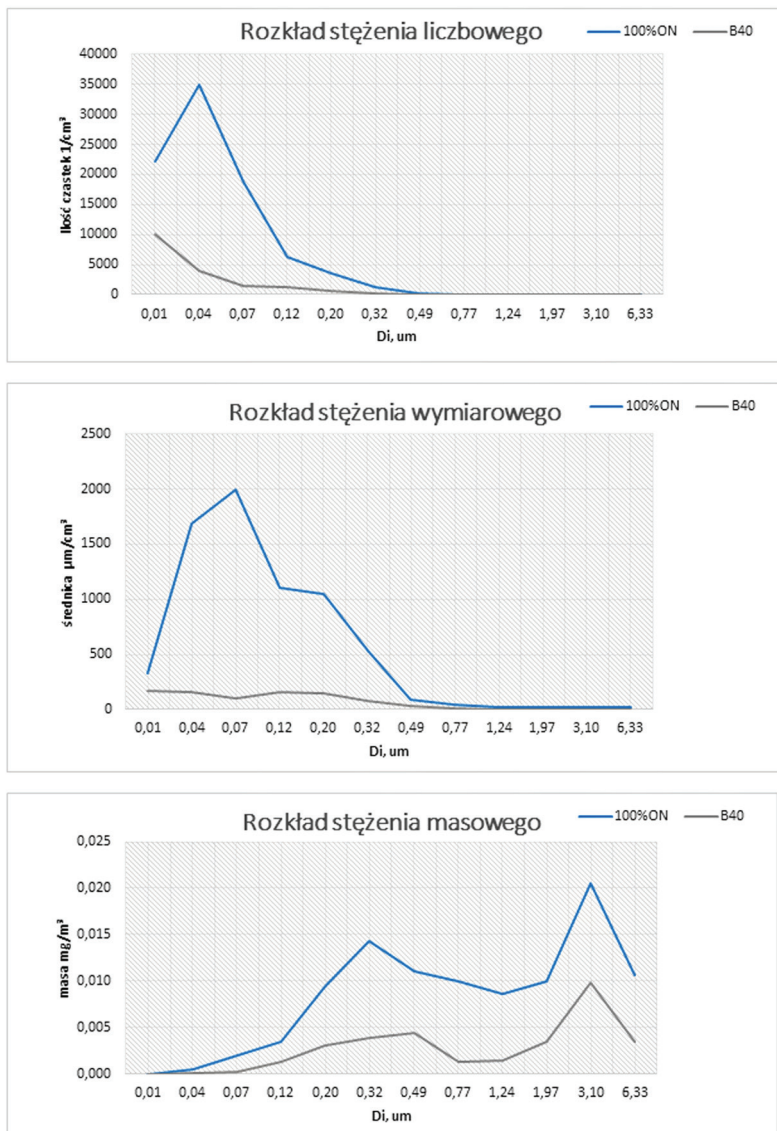 Rozkład stężenia liczbowego
100%ON B40
40000
35000
30000
25000
20000
15000
10000
5000
0
Ilość czastek 1/cm³
0,01 0,04 0,07 0,12 0,20 0,32 0,49 0,77 1,24 1,97 3,10 6,33
Di, um
Rozkład stężenia wymiarowego
100%ON B40
2500
2000
1500
1000
500
0
średnica µm/cm³
0,01 0,04 0,07 0,12 0,20 0,32 0,49 0,77 1,24 1,97 3,10 6,33
Di, um
Rozkład stężenia masowego
100%ON B40
0,025
0,020
0,015
0,010
0,005
0,000
masa mg/m³
0,01 0,04 0,07 0,12 0,20 0,32 0,49 0,77 1,24 1,97 3,10 6,33
Di, um